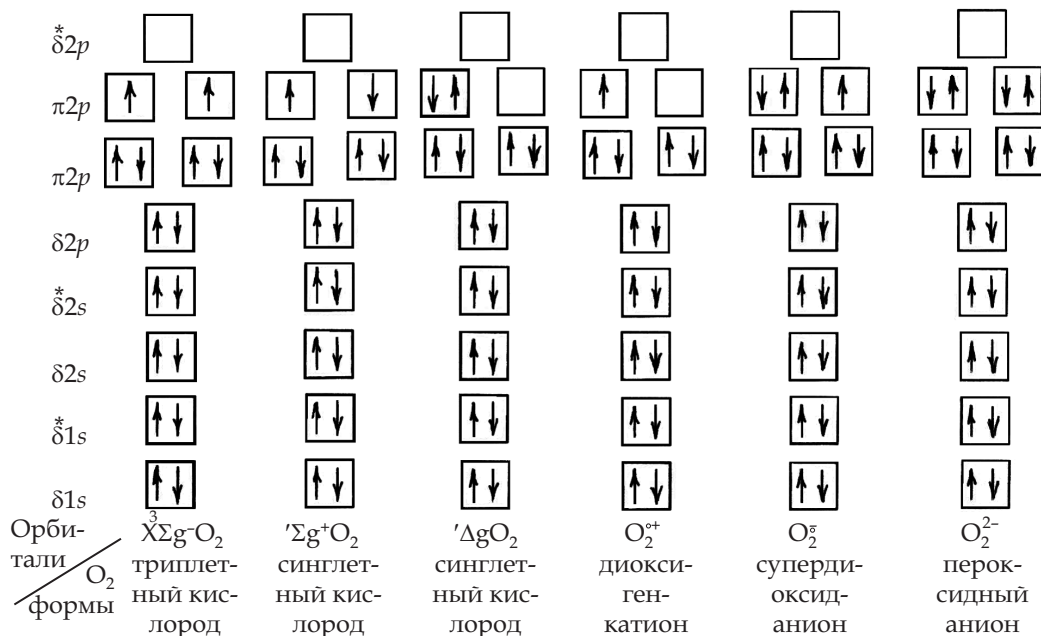 δ*2p
π2p
π2p
δ2p
δ*2s
δ2s
δ*1s
δ1s
Орби-
тали
O₂
формы
³XΣg⁻O₂
триплет-
ный кис-
лород
′Σg⁺O₂
синглет-
ный кис-
лород
′ΔgO₂
синглет-
ный кис-
лород
O₂°⁺
диокси-
ген-
катион
O₂°⁻
суперди-
оксид-
анион
O₂²⁻
перок-
сидный
анион